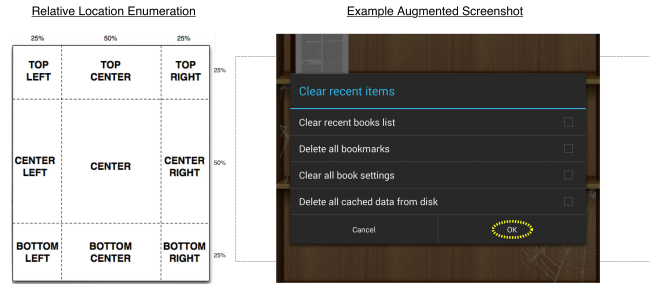 Relative Location Enumeration
25%
50%
25%
TOP
LEFT
TOP
CENTER
TOP
RIGHT
25%
CENTER
LEFT
CENTER
CENTER
RIGHT
50%
BOTTOM
LEFT
BOTTOM
CENTER
BOTTOM
RIGHT
25%
Example Augmented Screenshot
Clear recent items
Clear recent books list
Delete all bookmarks
Clear all book settings
Delete all cached data from disk
Cancel
OK